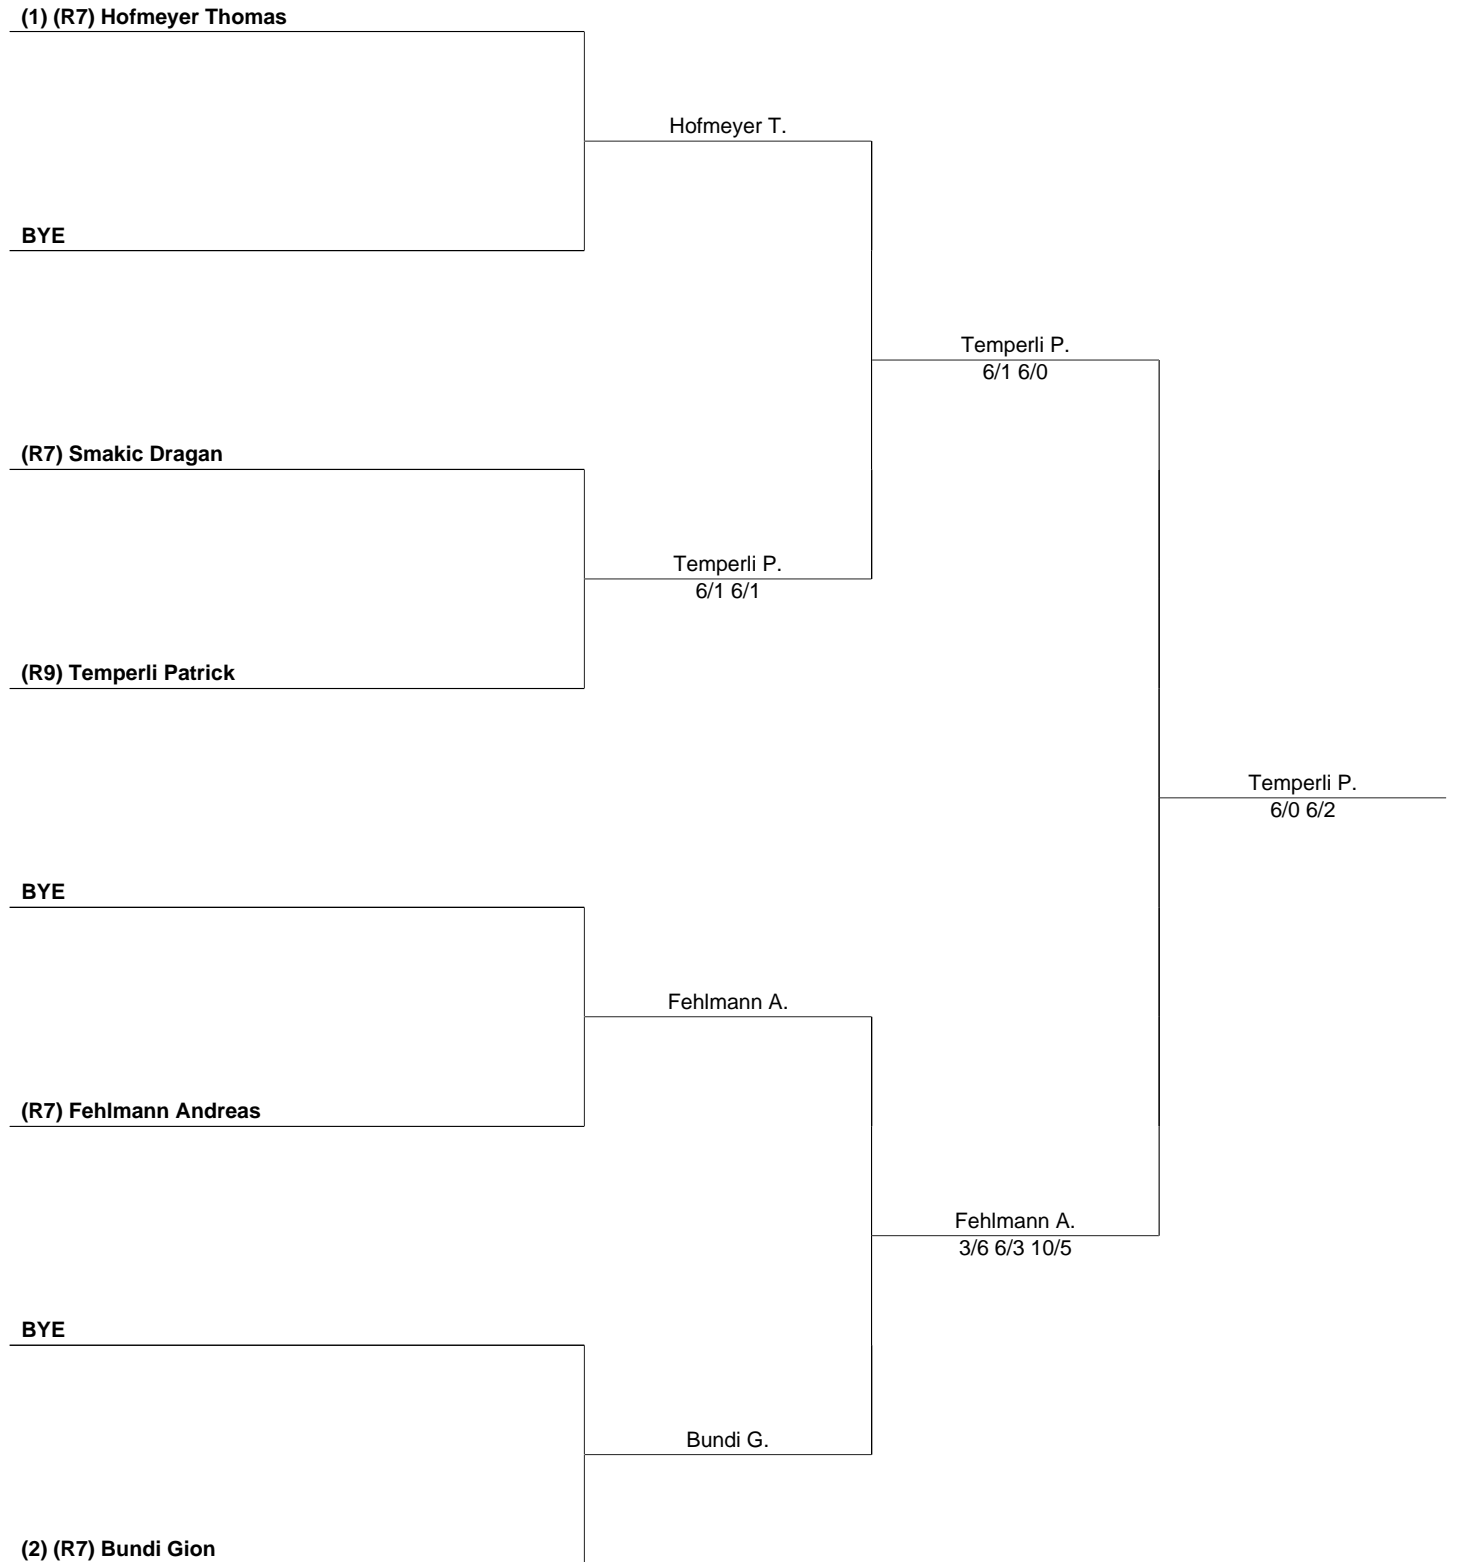 (1) (R7) Hofmeyer Thomas
Hofmeyer T.
BYE
Temperli P.
6/1 6/0
(R7) Smakic Dragan
Temperli P.
6/1 6/1
(R9) Temperli Patrick
Temperli P.
6/0 6/2
BYE
Fehlmann A.
(R7) Fehlmann Andreas
Fehlmann A.
3/6 6/3 10/5
BYE
Bundi G.
(2) (R7) Bundi Gion